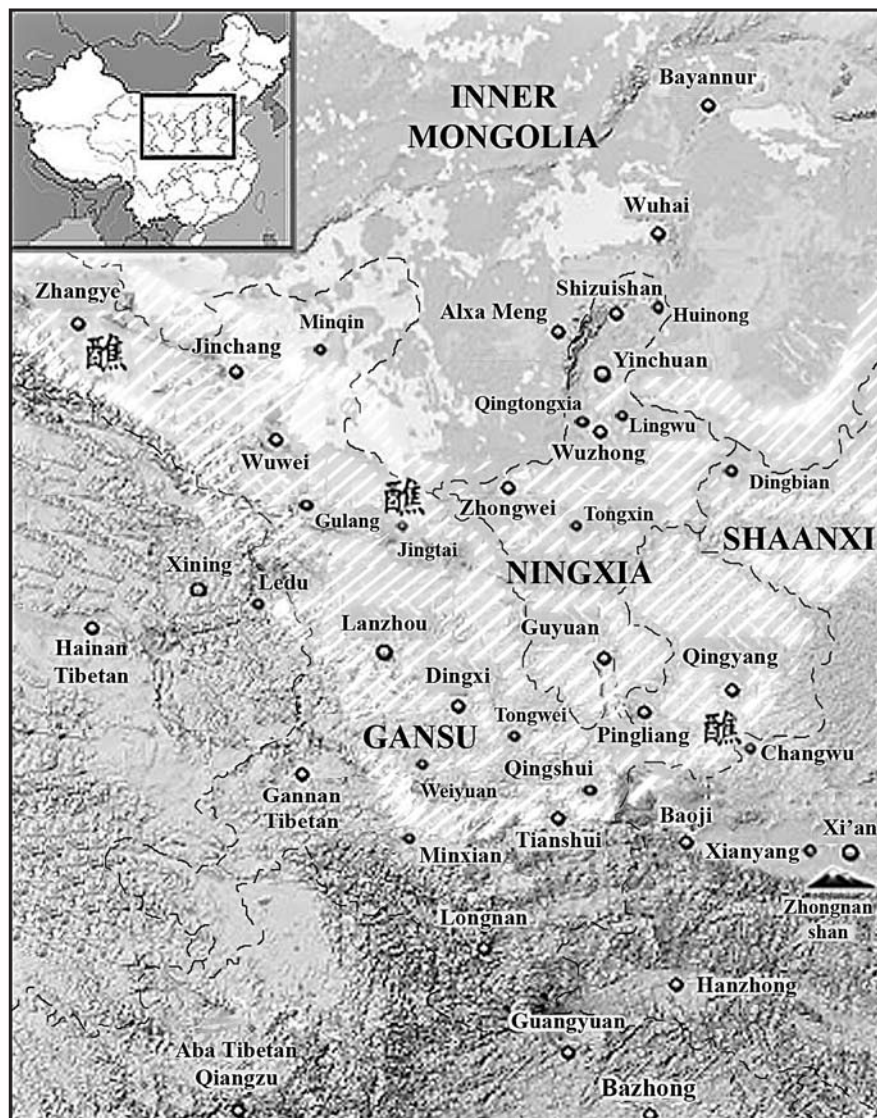 Bayannur
INNER
MONGOLIA
Wuhai
Zhangye
Shizuishan
Minqin
Alxa Meng
Huinong
醮
Jinchang
Yinchuan
Qingtongxia
Lingwu
Wuwei
Wuzhong
Dingbian
醮
Zhongwei
Gulang
Tongxin
Jingtai
SHAANXI
Xining
Ledu
NINGXIA
Lanzhou
Guyuan
Hainan
Tibetan
Qingyang
Dingxi
Tongwei
GANSU
Pingliang
醮
Changwu
Qingshui
Weiyuan
Gannan
Tibetan
Baoji
Xi'an
Tianshui
Xianyang
Minxian
Zhongnan
shan
Longnan
Hanzhong
Guangyuan
Aba Tibetan
Qiangzu
Bazhong